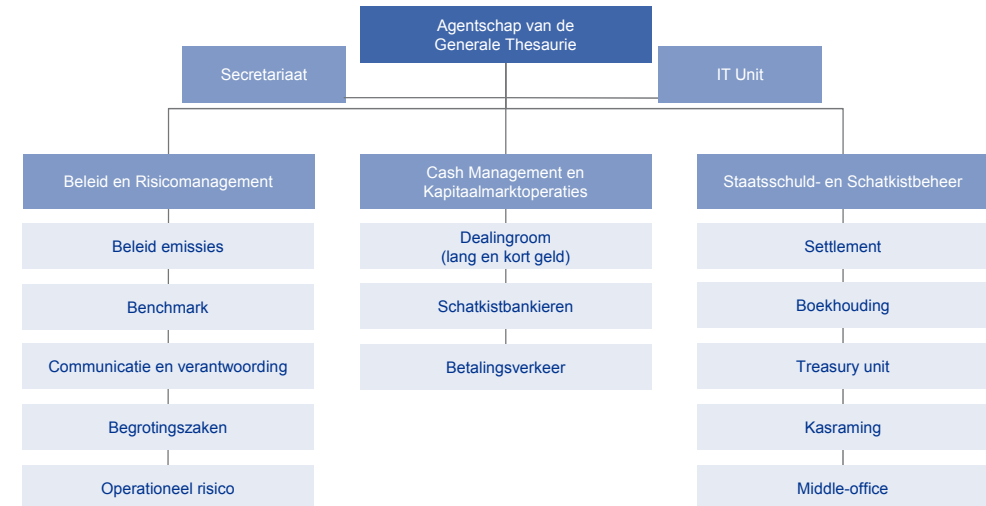 Agentschap van de
Generale Thesaurie
Secretariaat
IT Unit
Beleid en Risicomanagement
Cash Management en
Kapitaalmarktoperaties
Staatsschuld- en Schatkistbeheer
Beleid emissies
Dealingroom
(lang en kort geld)
Settlement
Benchmark
Schatkistbankieren
Boekhouding
Communicatie en verantwoording
Betalingsverkeer
Treasury unit
Begrotingszaken
Kasraming
Operationeel risico
Middle-office